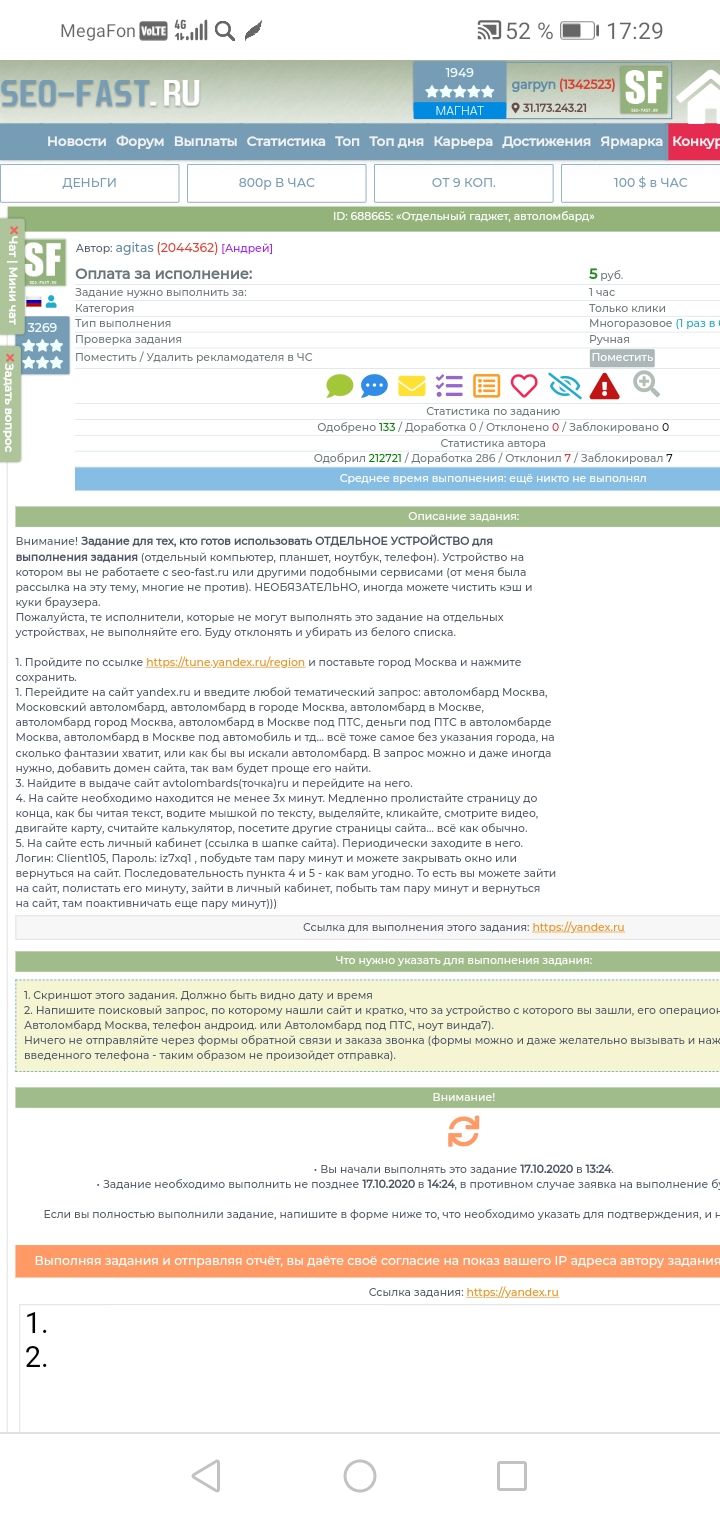 MegaFon VoLTE 4G 52 % 17:29
SEO-FAST.RU
1949
МАГНАТ
garpyn (1342523)
31.173.243.21
SF
Новости Форум Выплаты Статистика Топ Топ дня Карьера Достижения Ярмарка Конкур
ДЕНЬГИ 800р В ЧАС ОТ 9 КОП. 100 $ в ЧАС
ID: 688665: «Отдельный гаджет, автоломбард»
Чат | Мини чат
Задать вопрос
SF
3269
Автор: agitas (2044362) [Андрей]
Оплата за исполнение: 5 руб.
Задание нужно выполнить за: 1 час
Категория Только клики
Тип выполнения Многоразовое (1 раз в
Проверка задания Ручная
Поместить / Удалить рекламодателя в ЧС Поместить
Статистика по заданию
Одобрено 133 / Доработка 0 / Отклонено 0 / Заблокировано 0
Статистика автора
Одобрил 212721 / Доработка 286 / Отклонил 7 / Заблокировал 7
Среднее время выполнения: ещё никто не выполнял
Описание задания:
Внимание! Задание для тех, кто готов использовать ОТДЕЛЬНОЕ УСТРОЙСТВО для
выполнения задания (отдельный компьютер, планшет, ноутбук, телефон). Устройство на
котором вы не работаете с seo-fast.ru или другими подобными сервисами (от меня была
рассылка на эту тему, многие не против). НЕОБЯЗАТЕЛЬНО, иногда можете чистить кэш и
куки браузера.
Пожалуйста, те исполнители, которые не могут выполнять это задание на отдельных
устройствах, не выполняйте его. Буду отклонять и убирать из белого списка.
1. Пройдите по ссылке https://tune.yandex.ru/region и поставьте город Москва и нажмите
сохранить.
1. Перейдите на сайт yandex.ru и введите любой тематический запрос: автоломбард Москва,
Московский автоломбард, автоломбард в городе Москва, автоломбард в Москве,
автоломбард город Москва, автоломбард в Москве под ПТС, деньги под ПТС в автоломбарде
Москва, автоломбард в Москве под автомобиль и тд... всё тоже самое без указания города, на
сколько фантазии хватит, или как бы вы искали автоломбард. В запрос можно и даже иногда
нужно, добавить домен сайта, так вам будет проще его найти.
3. Найдите в выдаче сайт avtolombards(точка)ru и перейдите на него.
4. На сайте необходимо находится не менее 3х минут. Медленно пролистайте страницу до
конца, как бы читая текст, водите мышкой по тексту, выделяйте, кликайте, смотрите видео,
двигайте карту, считайте калькулятор, посетите другие страницы сайта... всё как обычно.
5. На сайте есть личный кабинет (ссылка в шапке сайта). Периодически заходите в него.
Логин: Client105, Пароль: iz7xq1 , побудьте там пару минут и можете закрывать окно или
вернуться на сайт. Последовательность пункта 4 и 5 - как вам угодно. То есть вы можете зайти
на сайт, полистать его минуту, зайти в личный кабинет, побыть там пару минут и вернуться
на сайт, там поактивничать еще пару минут)))
Ссылка для выполнения этого задания: https://yandex.ru
Что нужно указать для выполнения задания:
1. Скриншот этого задания. Должно быть видно дату и время
2. Напишите поисковый запрос, по которому нашли сайт и кратко, что за устройство с которого вы зашли, его операцион
Автоломбард Москва, телефон андроид. или Автоломбард под ПТС, ноут винда7).
Ничего не отправляйте через формы обратной связи и заказа звонка (формы можно и даже желательно вызывать и наж
введенного телефона - таким образом не произойдет отправка).
Внимание!
• Вы начали выполнять это задание 17.10.2020 в 13:24.
• Задание необходимо выполнить не позднее 17.10.2020 в 14:24, в противном случае заявка на выполнение бу
Если вы полностью выполнили задание, напишите в форме ниже то, что необходимо указать для подтверждения, и н
Выполняя задания и отправляя отчёт, вы даёте своё согласие на показ вашего IP адреса автору задания
Ссылка задания: https://yandex.ru
1.
2.